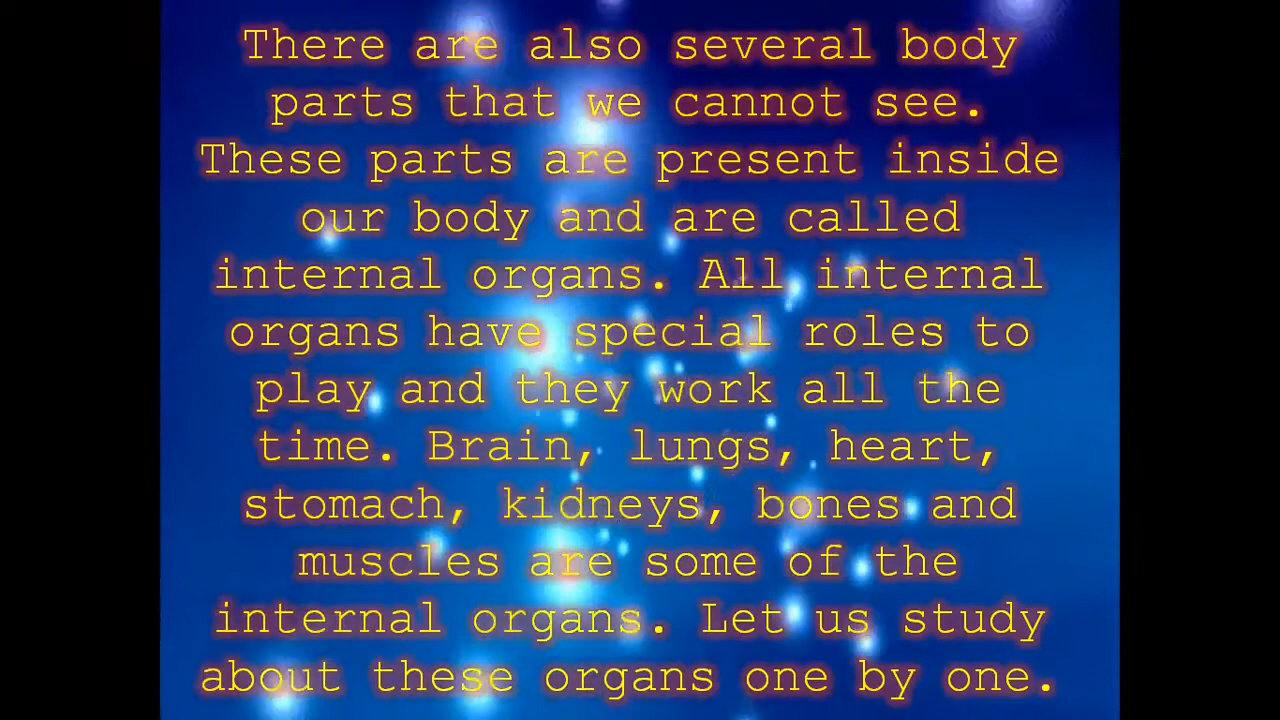 There are also several body
parts that we cannot see.
These parts are present inside
our body and are called
internal organs. All internal
organs have special roles to
play and they work all the
time. Brain, lungs, heart,
stomach, kidneys, bones and
muscles are some of the
internal organs. Let us study
about these organs one by one.